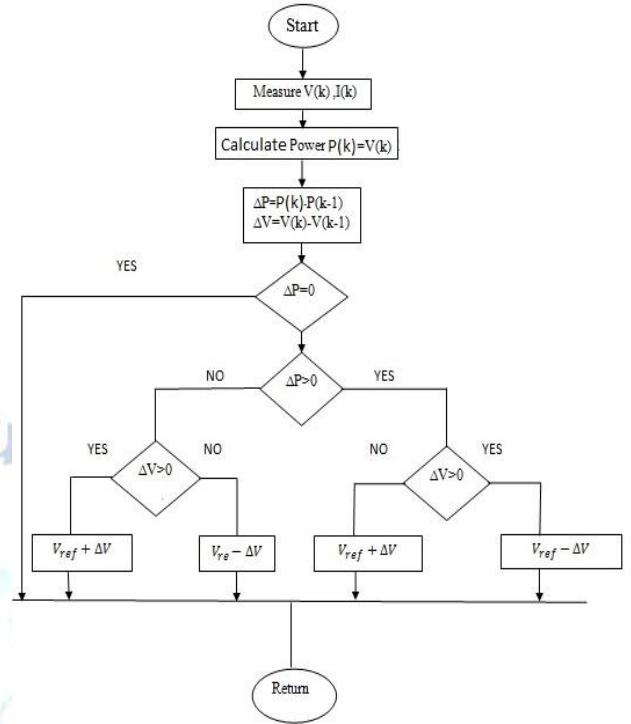 Start
Measure V(k) ,I(k)
Calculate Power P(k)=V(k)
ΔP=P(k)-P(k-1)
ΔV=V(k)-V(k-1)
YES
ΔP=0
NO
ΔP>0
YES
YES
ΔV>0
NO
NO
ΔV>0
YES
V_ref + ΔV
V_re − ΔV
V_ref + ΔV
V_ref − ΔV
Return